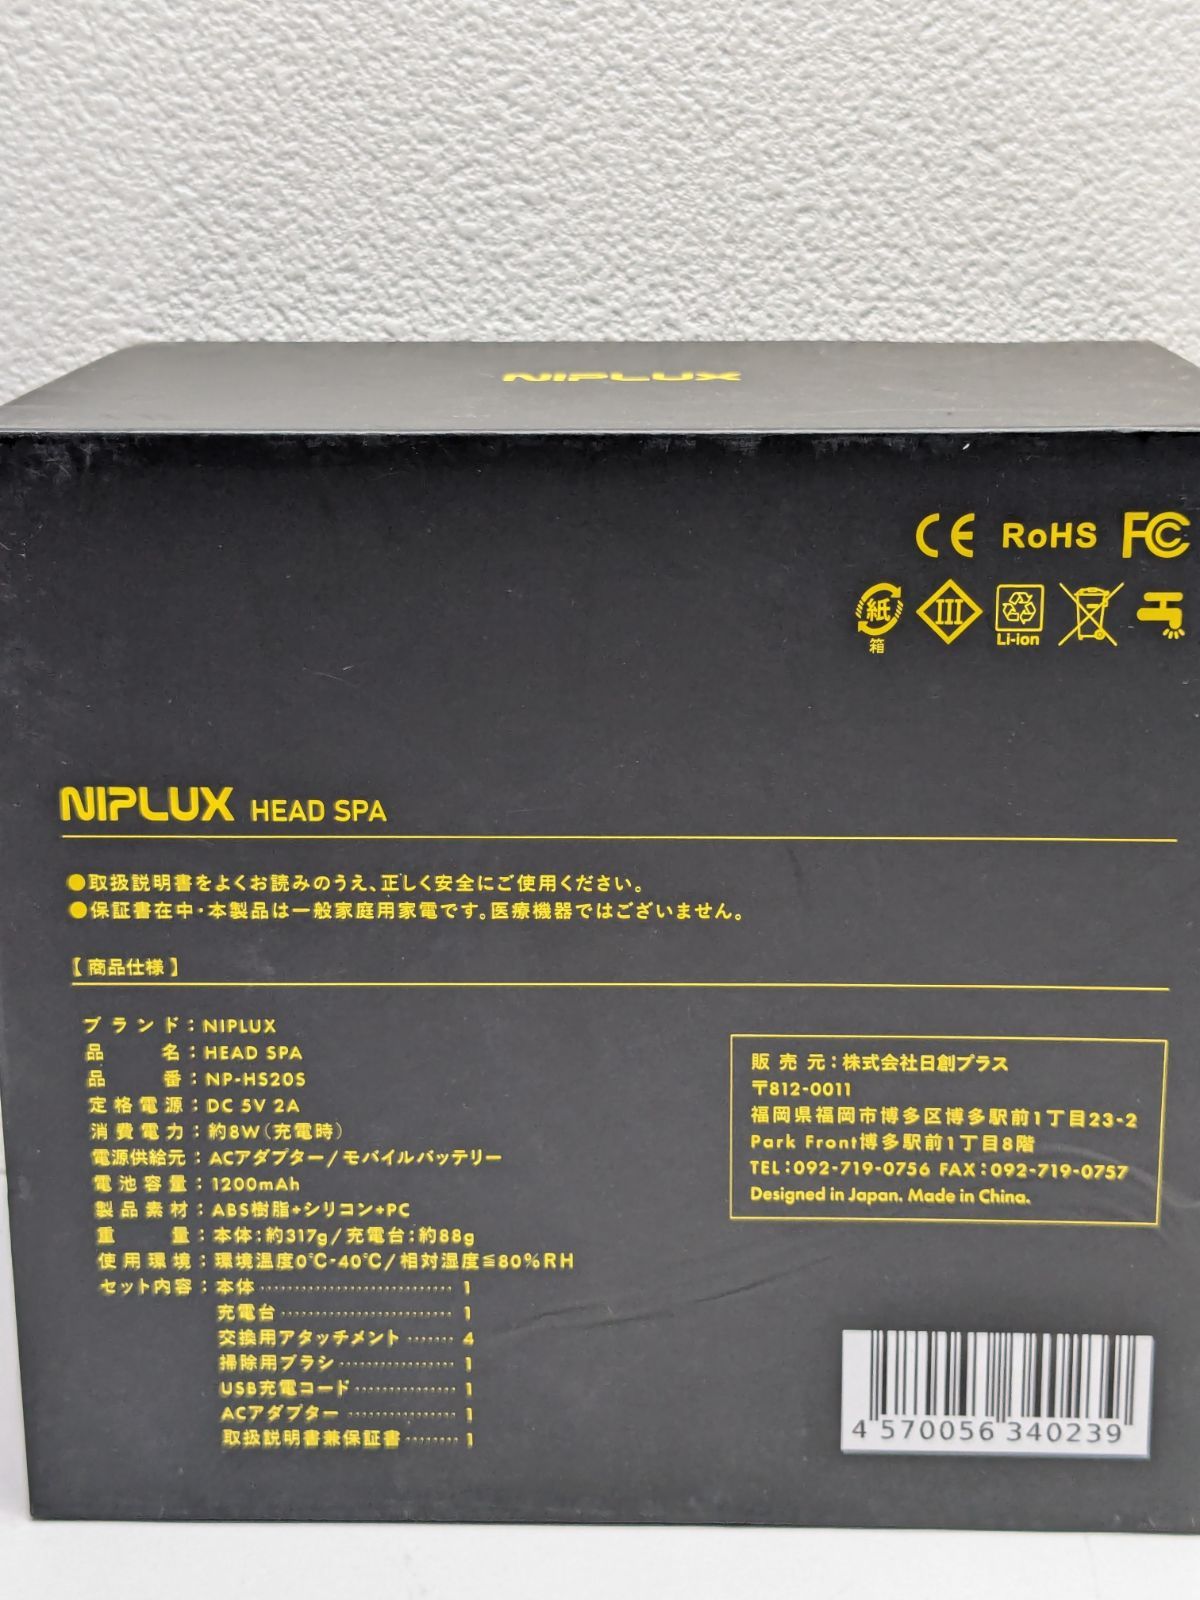 NIPLUX
CE RoHS FC
紙 III
箱 Li-ion
NIPLUX HEAD SPA
●取扱説明書をよくお読みのうえ、正しく安全にご使用ください。
●保証書在中・本製品は一般家庭用家電です。医療機器ではございません。
【商品仕様】
ブランド：NIPLUX
品名：HEAD SPA
品番：NP-HS20S
定格電源：DC 5V 2A
消費電力：約8W（充電時）
電源供給元：ACアダプター/モバイルバッテリー
電池容量：1200mAh
製品素材：ABS樹脂+シリコン+PC
重量：本体：約317g/充電台：約88g
使用環境：環境温度0℃-40℃/相対湿度≦80%RH
セット内容：本体 ………………………… 1
充電台 ……………………… 1
交換用アタッチメント ……… 4
掃除用ブラシ ……………… 1
USB充電コード …………… 1
ACアダプター ……………… 1
取扱説明書兼保証書 ……… 1
販売元：株式会社日創プラス
〒812-0011
福岡県福岡市博多区博多駅前1丁目23-2
Park Front博多駅前1丁目8階
TEL：092-719-0756 FAX：092-719-0757
Designed in Japan. Made in China.
4 570056 340239